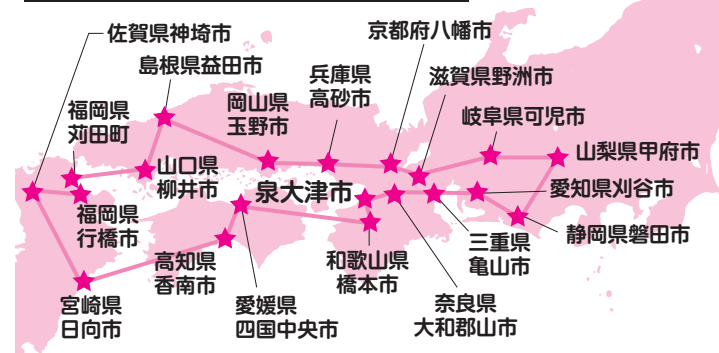 佐賀県神埼市
島根県益田市
福岡県
苅田町
岡山県
玉野市
兵庫県
高砂市
京都府八幡市
滋賀県野洲市
岐阜県可児市
山梨県甲府市
山口県
柳井市
泉大津市
愛知県刈谷市
福岡県
行橋市
静岡県磐田市
三重県
亀山市
高知県
香南市
和歌山県
橋本市
宮崎県
日向市
愛媛県
四国中央市
奈良県
大和郡山市